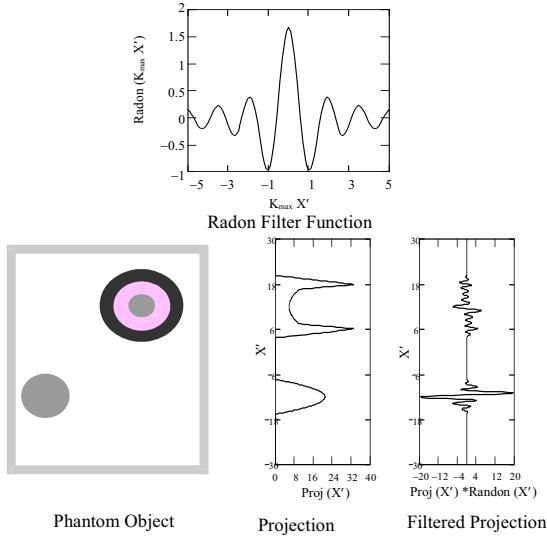 2
1.5
1
0.5
0
−0.5
−1
Radon (Kmax X′)
−5 −3 −1 1 3 5
Kmax X′
Radon Filter Function
30
18
6
−6
−18
−30
X′
0 8 16 24 32 40
Proj (X′)
30
18
6
−6
−18
−30
X′
−20 −12 −4 4 12 20
Proj (X′) *Radon (X′)
Phantom Object
Projection
Filtered Projection